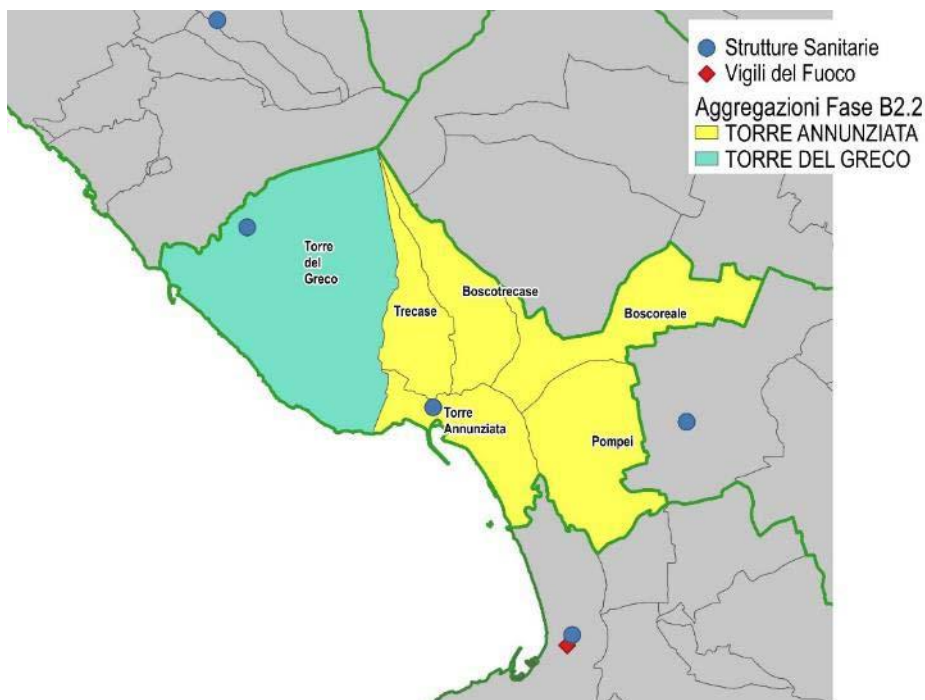 Strutture Sanitarie
Vigili del Fuoco
Aggregazioni Fase B2.2
TORRE ANNUNZIATA
TORRE DEL GRECO
Torre
del
Greco
Trecase
Boscotrecase
Boscoreale
Torre
Annunziata
Pompei